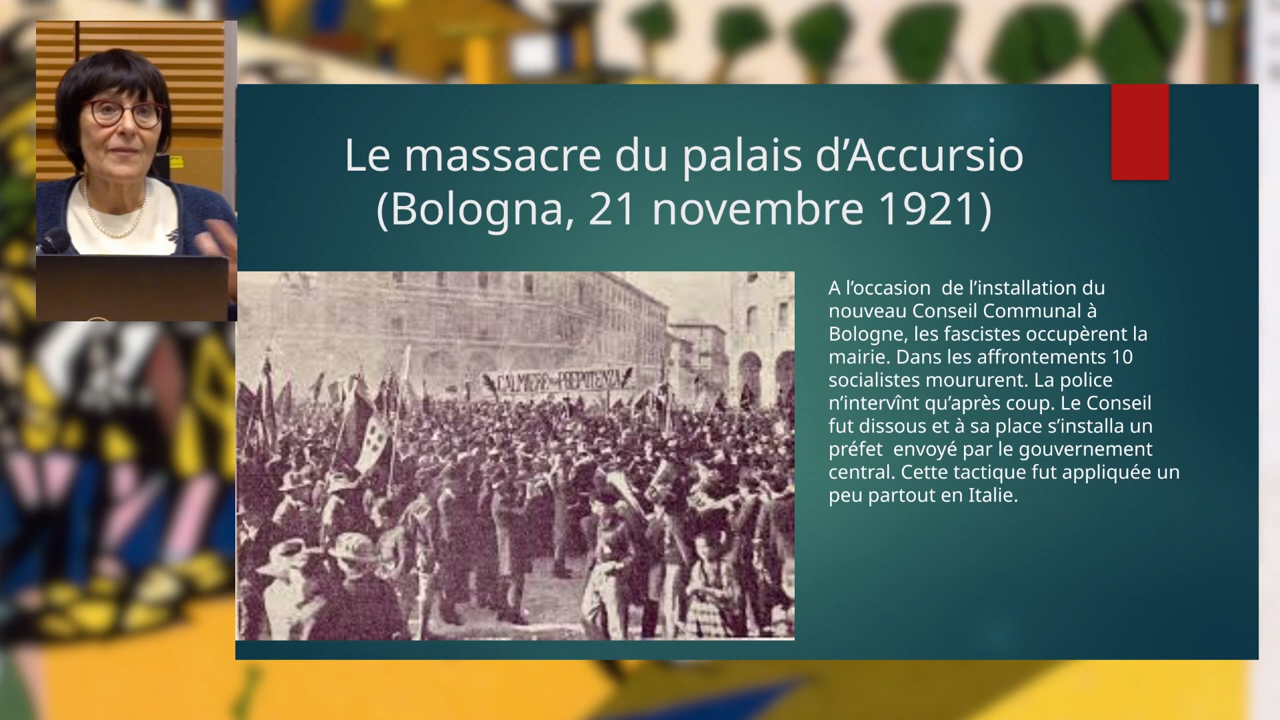 Le massacre du palais d’Accursio
(Bologna, 21 novembre 1921)
CALMIERE PREPOTENZA
A l’occasion  de l’installation du
nouveau Conseil Communal à
Bologne, les fascistes occupèrent la
mairie. Dans les affrontements 10
socialistes moururent. La police
n’intervînt qu’après coup. Le Conseil
fut dissous et à sa place s’installa un
préfet  envoyé par le gouvernement
central. Cette tactique fut appliquée un
peu partout en Italie.